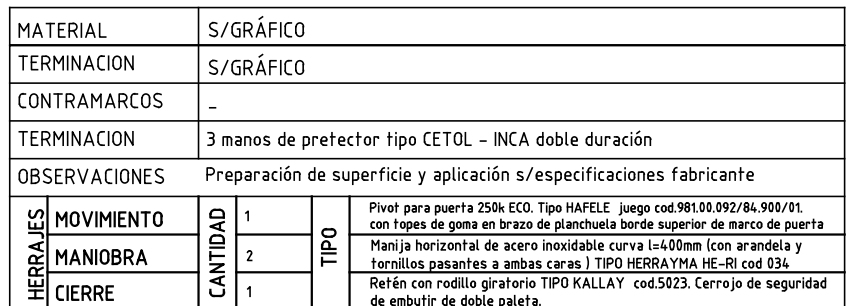 MATERIAL S/GRÁFICO
TERMINACION S/GRÁFICO
CONTRAMARCOS _
TERMINACION 3 manos de pretector tipo CETOL - INCA doble duración
OBSERVACIONES Preparación de superficie y aplicación s/especificaciones fabricante
HERRAJES
MOVIMIENTO
CANTIDAD
1
TIPO
Pivot para puerta 250k ECO. Tipo HAFELE juego cod.981.00.092/84.900/01.
con topes de goma en brazo de planchuela borde superior de marco de puerta
MANIOBRA
2
Manija horizontal de acero inoxidable curva l=400mm (con arandela y
tornillos pasantes a ambas caras ) TIPO HERRAYMA HE-RI cod 034
CIERRE
1
Retén con rodillo giratorio TIPO KALLAY cod.5023. Cerrojo de seguridad
de embutir de doble paleta.